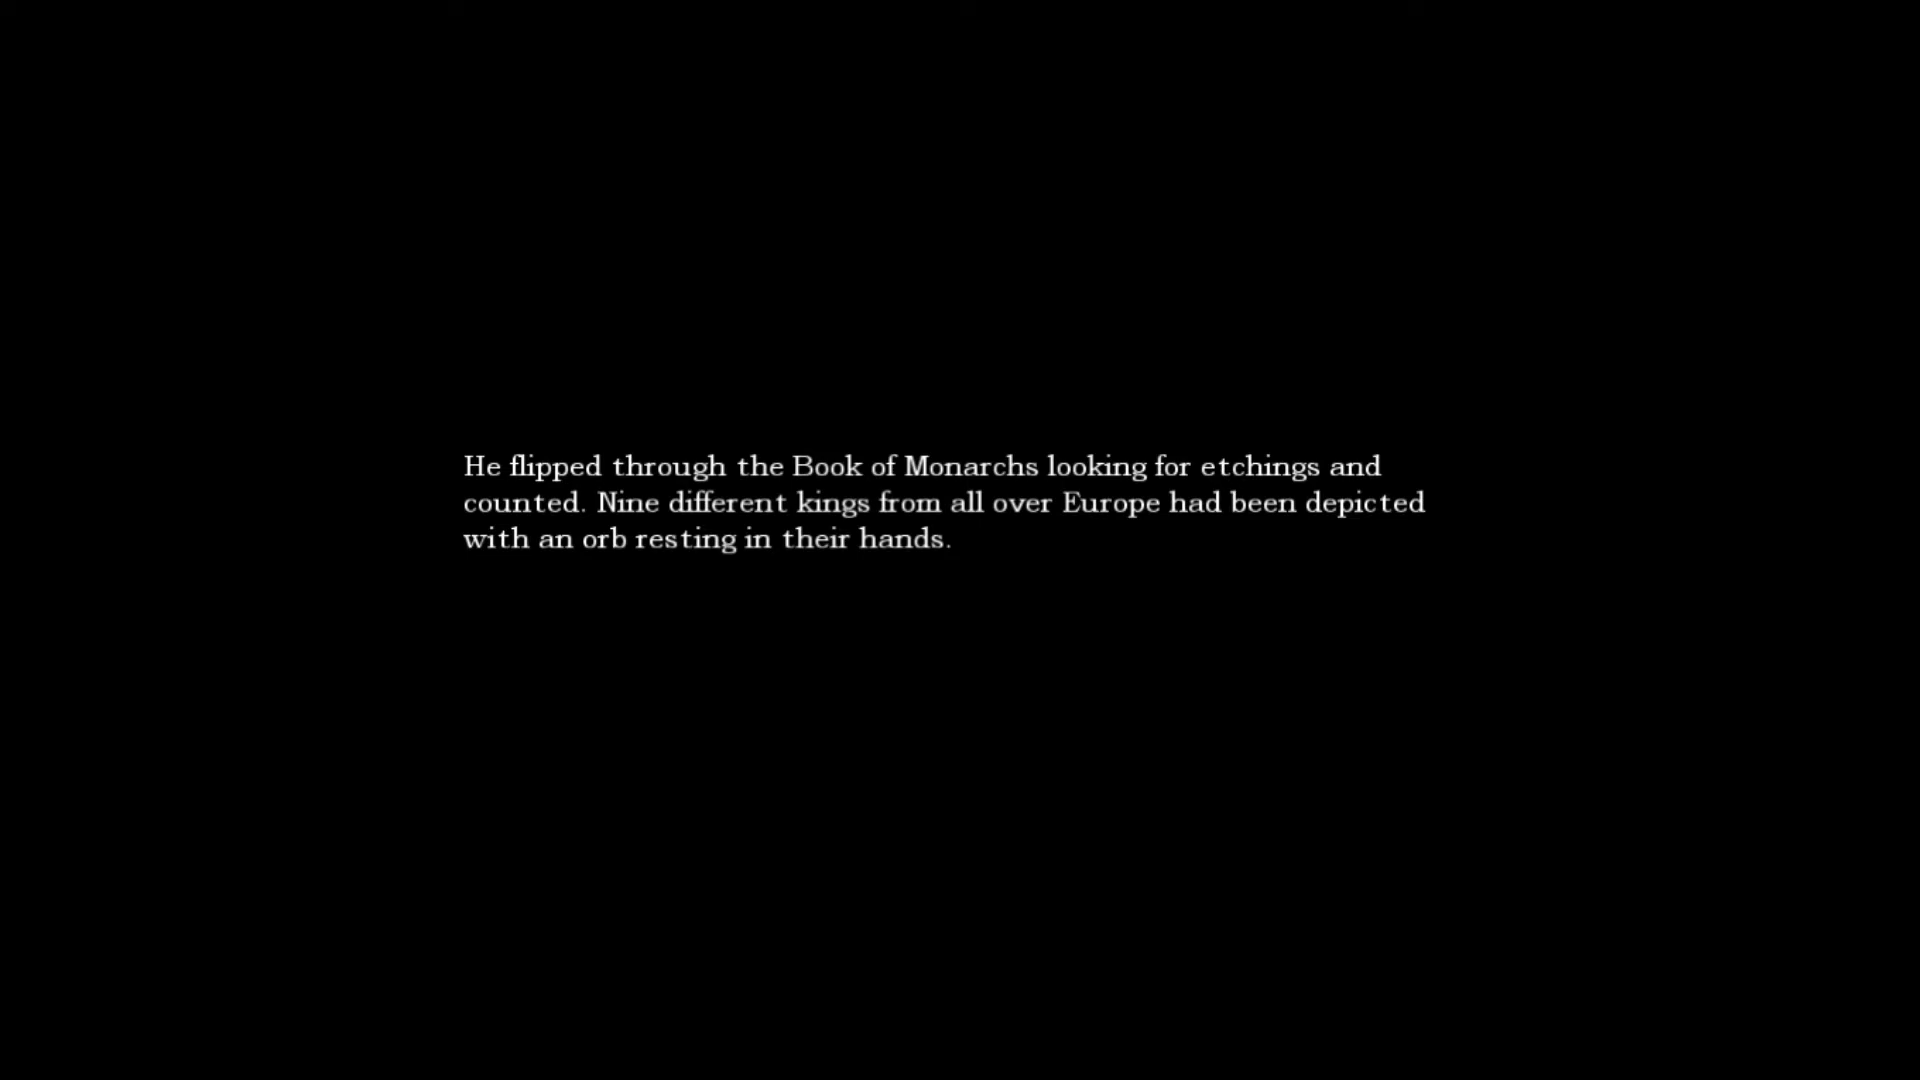 He flipped through the Book of Monarchs looking for etchings and
counted. Nine different kings from all over Europe had been depicted
with an orb resting in their hands.